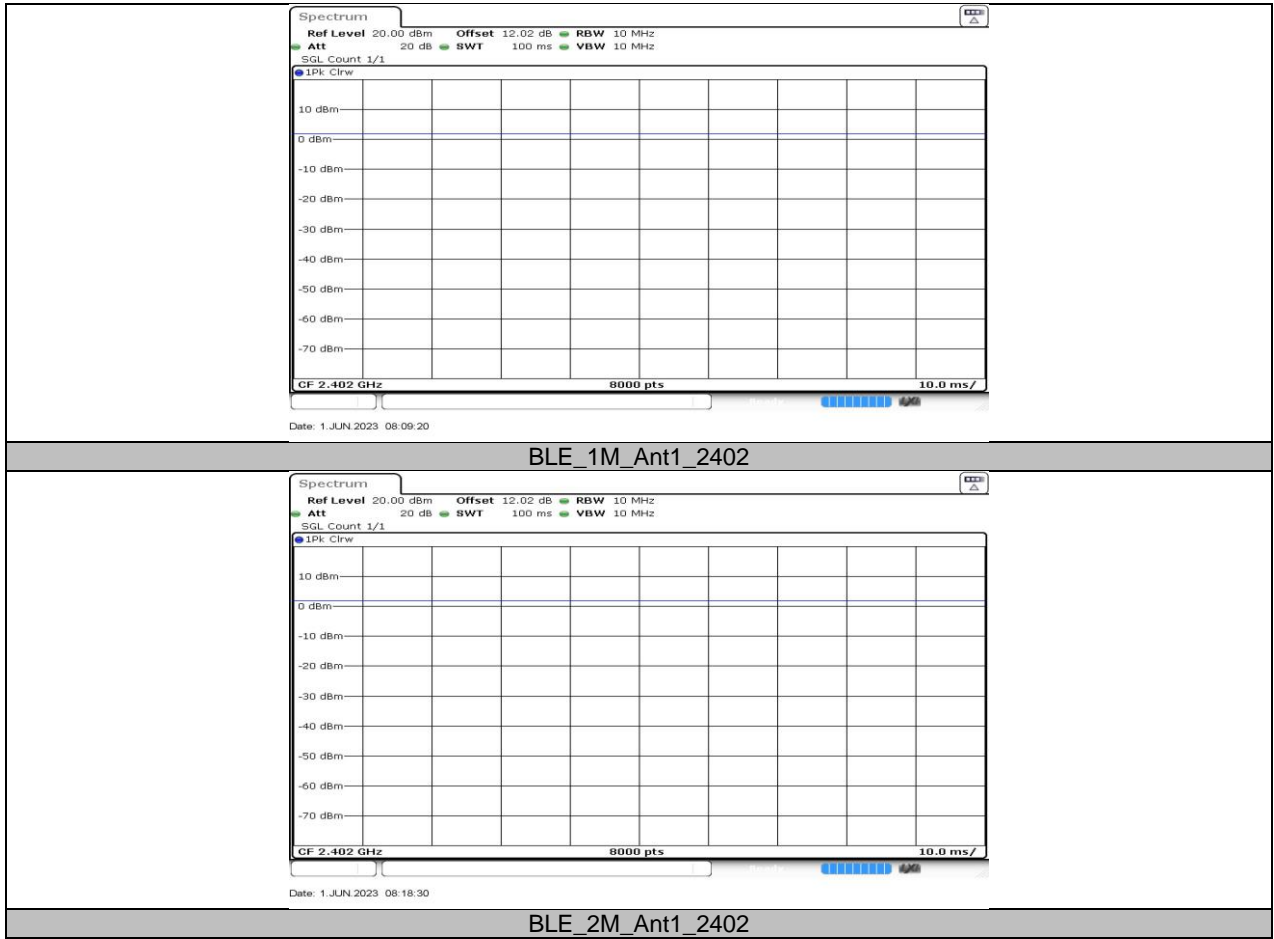 Spectrum
Ref Level 20.00 dBm Offset 12.02 dB RBW 10 MHz
Att 20 dB SWT 100 ms VBW 10 MHz
SGL Count 1/1
1Pk Clrw
10 dBm
0 dBm
-10 dBm
-20 dBm
-30 dBm
-40 dBm
-50 dBm
-60 dBm
-70 dBm
CF 2.402 GHz 8000 pts 10.0 ms/
Date: 1.JUN.2023 08:09:20
BLE_1M_Ant1_2402
Spectrum
Ref Level 20.00 dBm Offset 12.02 dB RBW 10 MHz
Att 20 dB SWT 100 ms VBW 10 MHz
SGL Count 1/1
1Pk Clrw
10 dBm
0 dBm
-10 dBm
-20 dBm
-30 dBm
-40 dBm
-50 dBm
-60 dBm
-70 dBm
CF 2.402 GHz 8000 pts 10.0 ms/
Date: 1.JUN.2023 08:18:30
BLE_2M_Ant1_2402